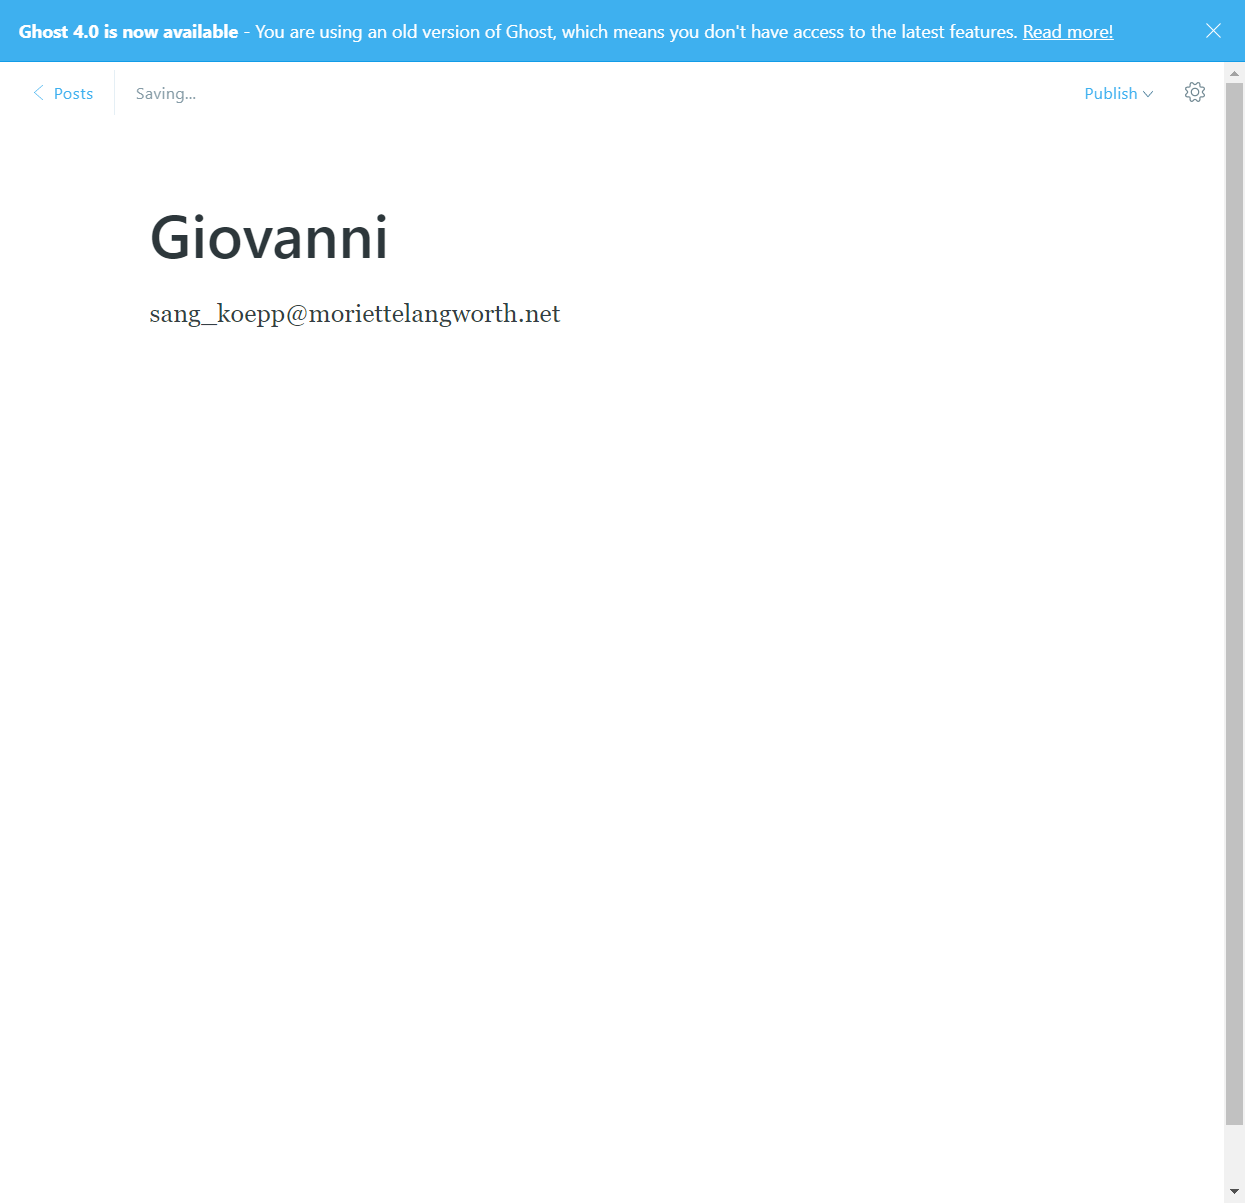 Ghost 4.0 is now available - You are using an old version of Ghost, which means you don't have access to the latest features. Read more!
Posts Saving... Publish
Giovanni
sang_koepp@moriettelangworth.net